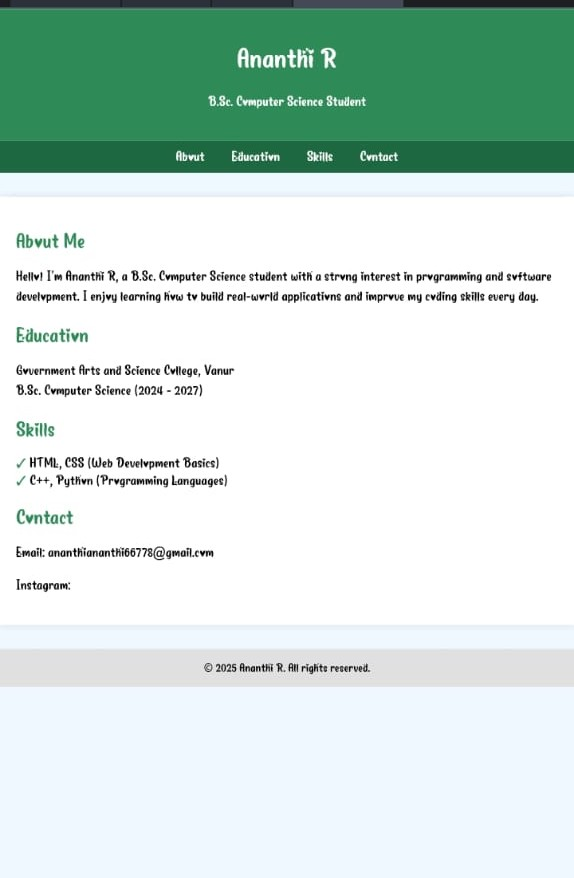 Ananthi R
B.Sc. Computer Science Student
About Education Skills Contact
About Me
Hello! I'm Ananthi R, a B.Sc. Computer Science student with a strong interest in programming and software
development. I enjoy learning how to build real-world applications and improve my coding skills every day.
Education
Government Arts and Science College, Vanur
B.Sc. Computer Science (2024 - 2027)
Skills
✓ HTML, CSS (Web Development Basics)
✓ C++, Python (Programming Languages)
Contact
Email: ananthiananthi66778@gmail.com
Instagram:
© 2025 Ananthi R. All rights reserved.